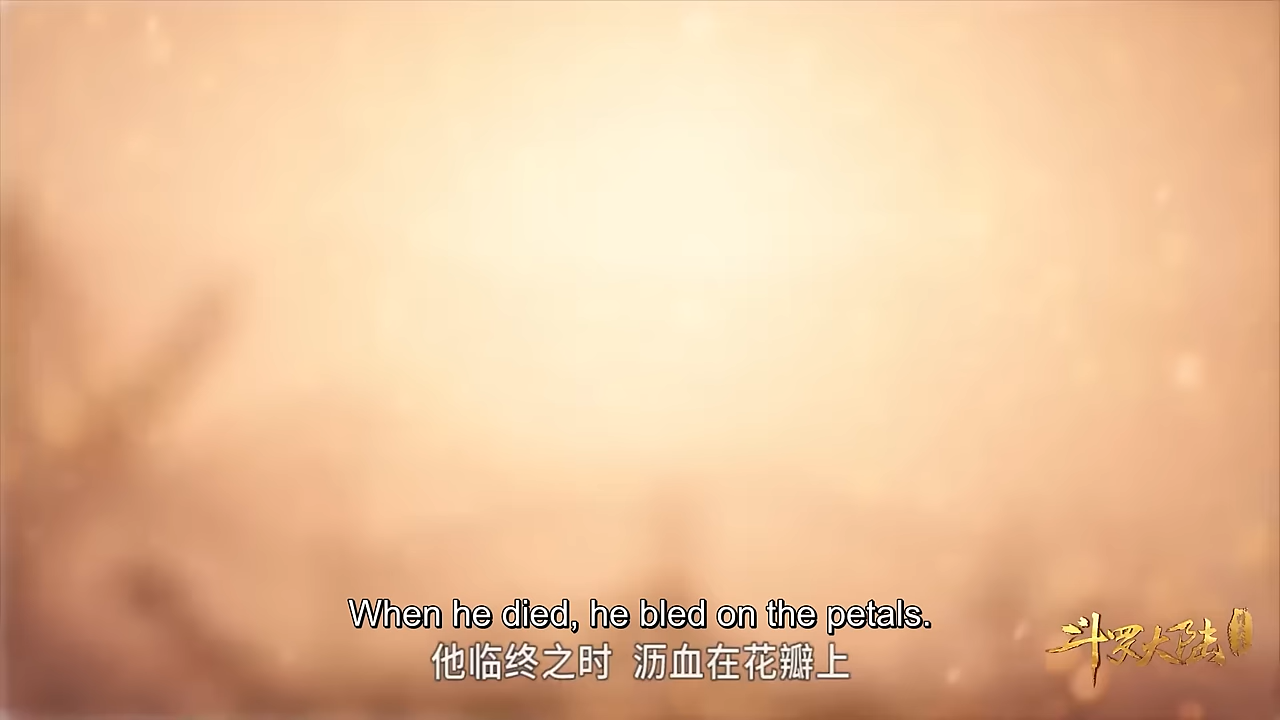 When he died, he bled on the petals.
他临终之时 沥血在花瓣上
斗罗大陆